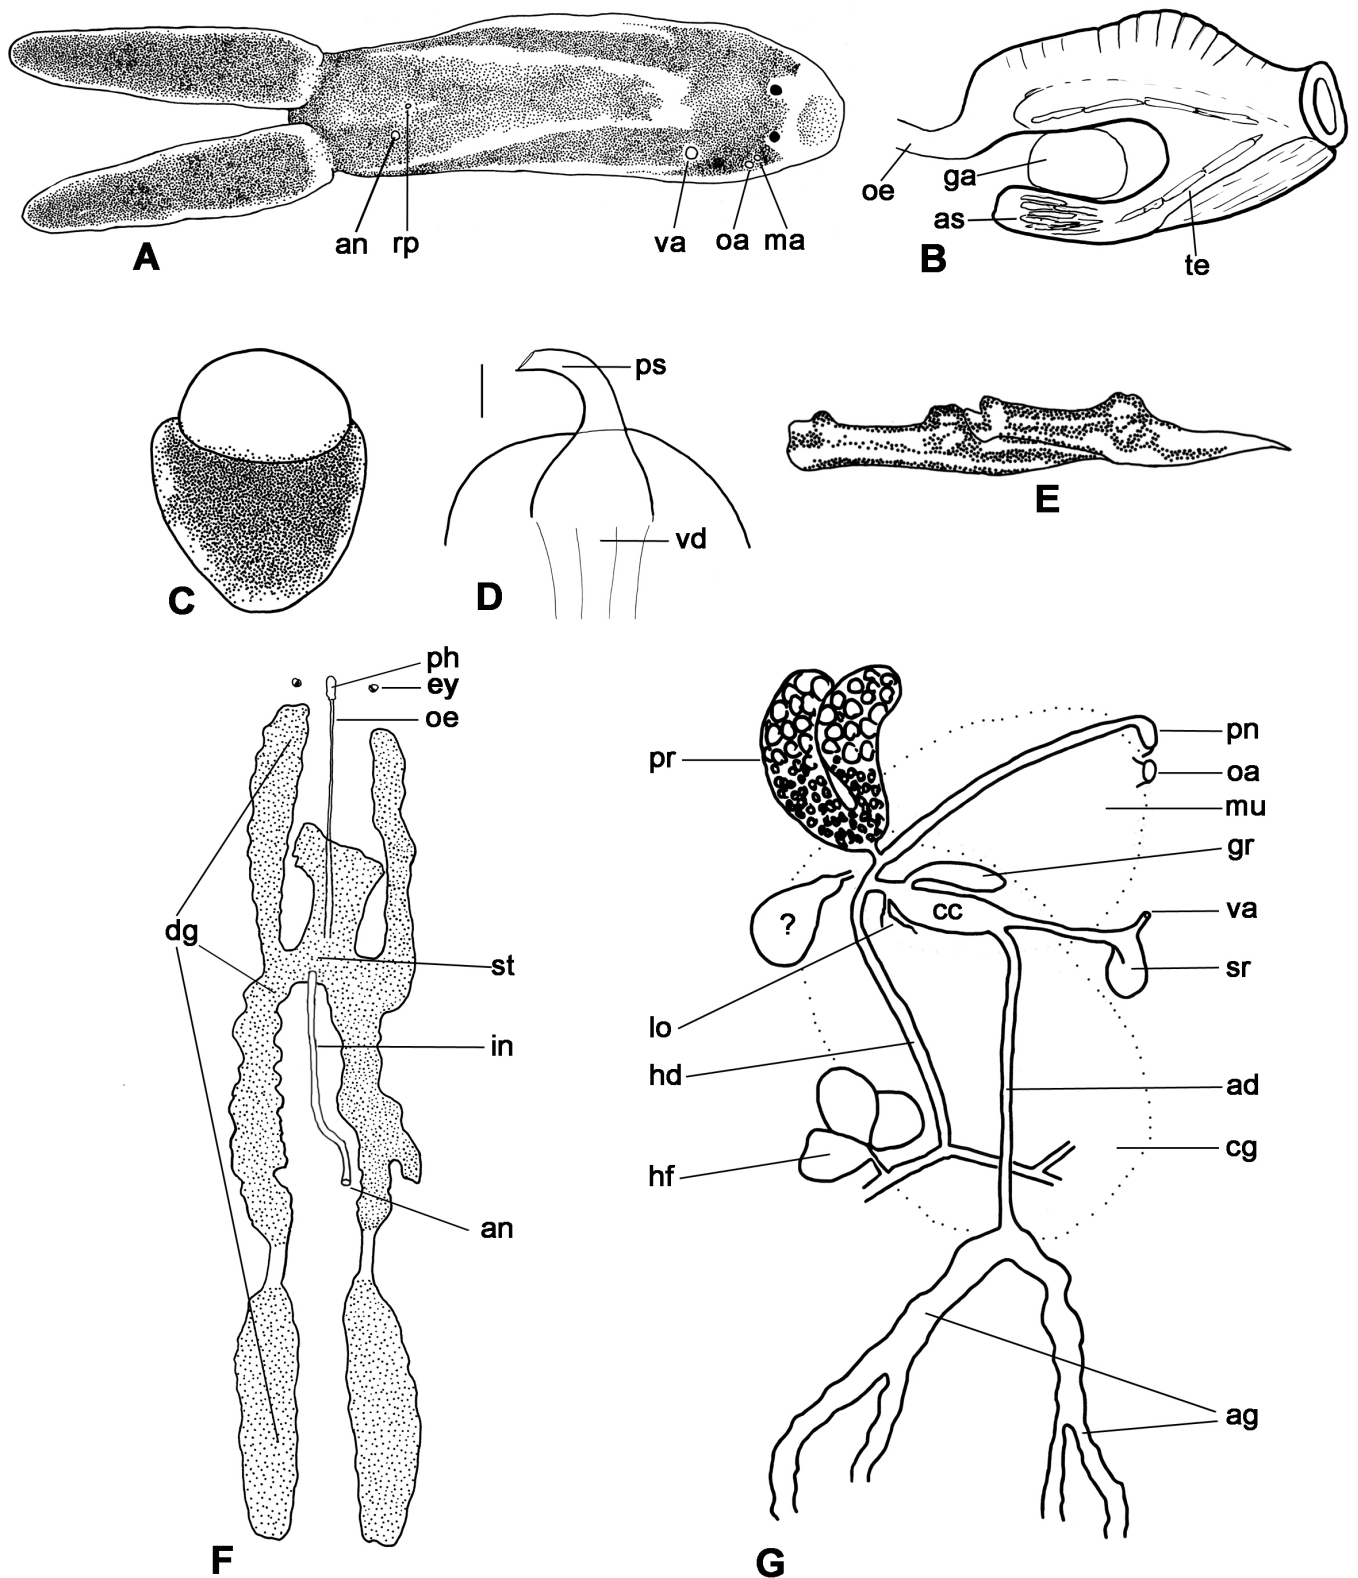 an rp va oa ma
A
oe ga as te
B
C
ps
vd
D
E
ph
ey
oe
dg
st
in
an
F
pr
pn
oa
mu
gr
cc
va
?
sr
lo
hd
ad
cg
hf
ag
G